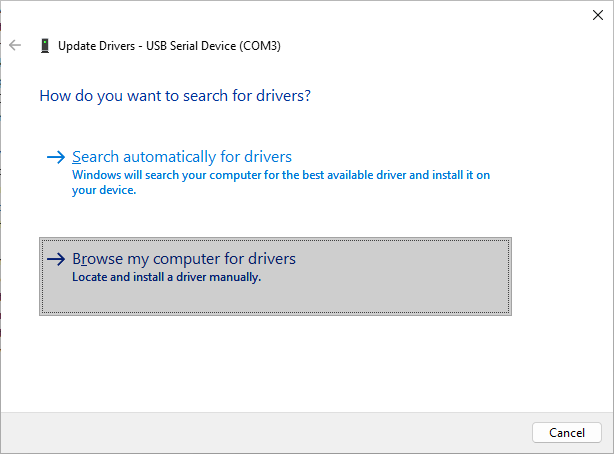 Update Drivers - USB Serial Device (COM3)
How do you want to search for drivers?
Search automatically for drivers
Windows will search your computer for the best available driver and install it on
your device.
Browse my computer for drivers
Locate and install a driver manually.
Cancel